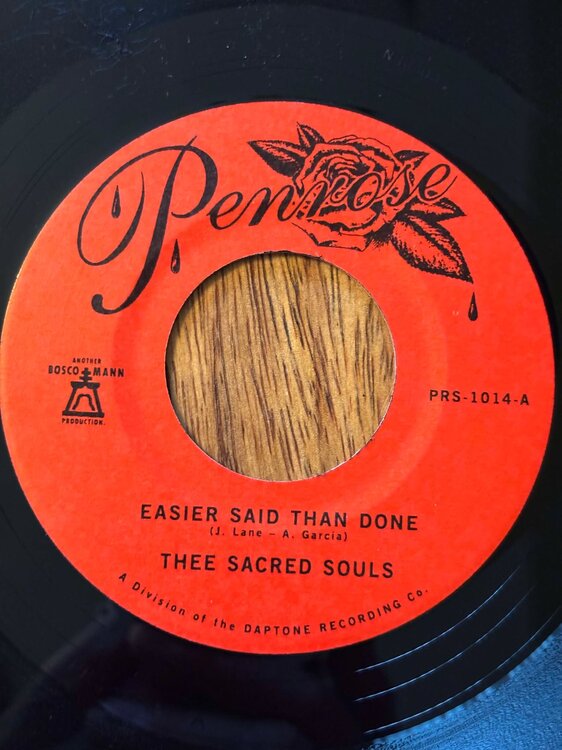 Penrose
ANOTHER
BOSCO MANN
PRODUCTION.
PRS-1014-A
EASIER SAID THAN DONE
(J. Lane – A. Garcia)
THEE SACRED SOULS
A Division of the DAPTONE RECORDING Co.